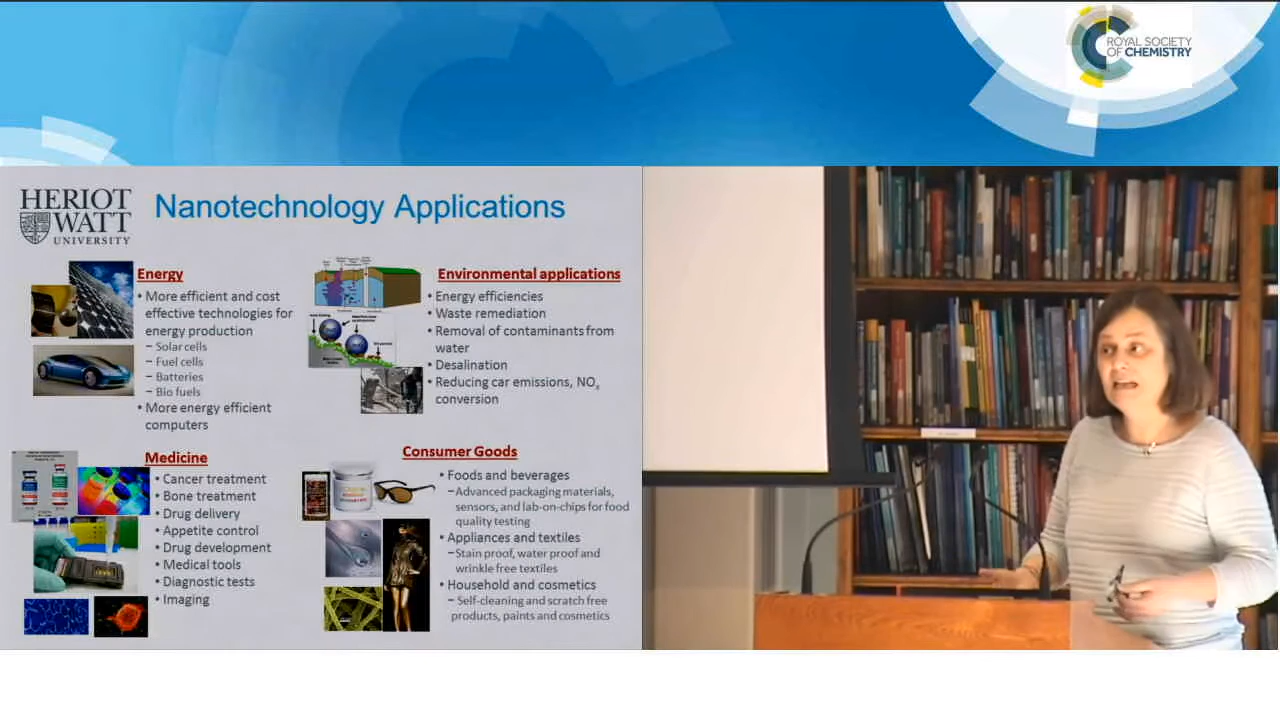 ROYAL SOCIETY
OF CHEMISTRY
HERIOT
WATT
UNIVERSITY
Nanotechnology Applications
Energy
• More efficient and cost
effective technologies for
energy production
– Solar cells
– Fuel cells
– Batteries
– Bio fuels
• More energy efficient
computers
Environmental applications
• Energy efficiencies
• Waste remediation
• Removal of contaminants from
water
• Desalination
• Reducing car emissions, NOx
conversion
Medicine
• Cancer treatment
• Bone treatment
• Drug delivery
• Appetite control
• Drug development
• Medical tools
• Diagnostic tests
• Imaging
Consumer Goods
• Foods and beverages
–Advanced packaging materials,
sensors, and lab-on-chips for food
quality testing
• Appliances and textiles
–Stain proof, water proof and
wrinkle free textiles
• Household and cosmetics
– Self-cleaning and scratch free
products, paints and cosmetics